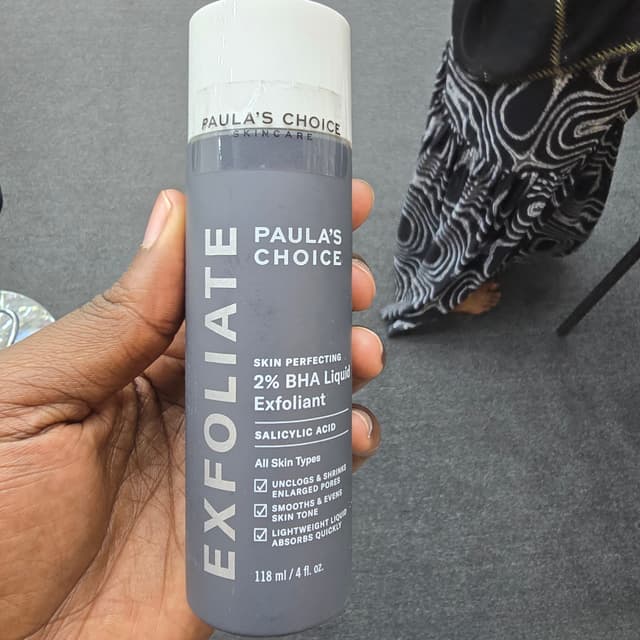 PAULA'S CHOICE
SKINCARE
EXFOLIATE
PAULA'S
CHOICE
SKIN PERFECTING
2% BHA Liquid
Exfoliant
SALICYLIC ACID
All Skin Types
UNCLOGS & SHRINKS
ENLARGED PORES
SMOOTHS & EVENS
SKIN TONE
LIGHTWEIGHT LIQUID
ABSORBS QUICKLY
118 ml / 4 fl. oz.